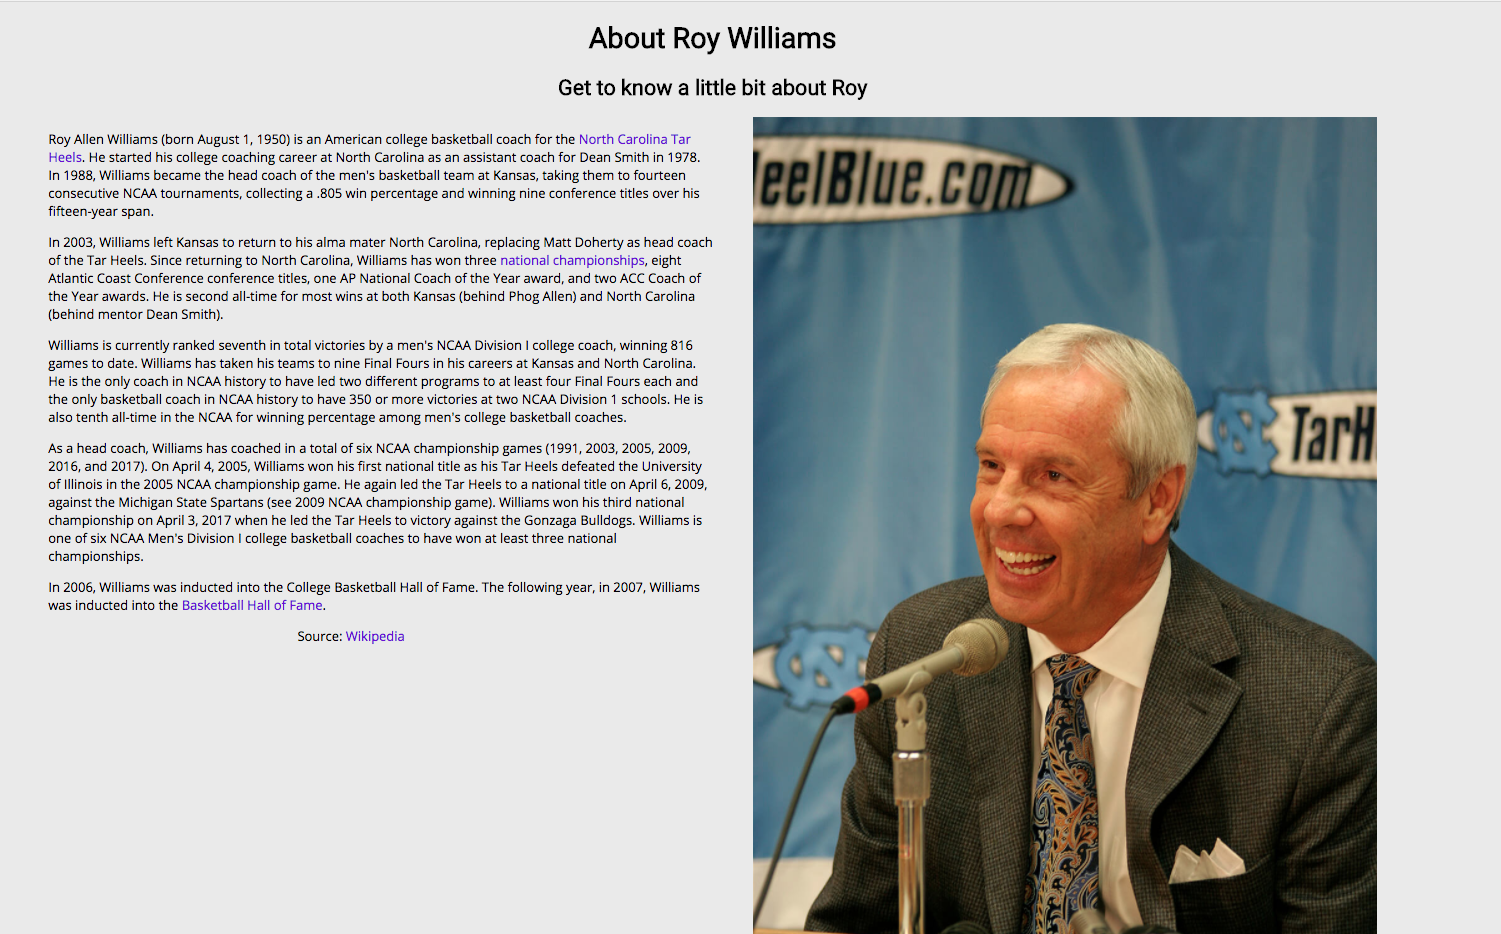 About Roy Williams
Get to know a little bit about Roy
Roy Allen Williams (born August 1, 1950) is an American college basketball coach for the North Carolina Tar
Heels. He started his college coaching career at North Carolina as an assistant coach for Dean Smith in 1978.
In 1988, Williams became the head coach of the men's basketball team at Kansas, taking them to fourteen
consecutive NCAA tournaments, collecting a .805 win percentage and winning nine conference titles over his
fifteen-year span.
In 2003, Williams left Kansas to return to his alma mater North Carolina, replacing Matt Doherty as head coach
of the Tar Heels. Since returning to North Carolina, Williams has won three national championships, eight
Atlantic Coast Conference conference titles, one AP National Coach of the Year award, and two ACC Coach of
the Year awards. He is second all-time for most wins at both Kansas (behind Phog Allen) and North Carolina
(behind mentor Dean Smith).
Williams is currently ranked seventh in total victories by a men's NCAA Division I college coach, winning 816
games to date. Williams has taken his teams to nine Final Fours in his careers at Kansas and North Carolina.
He is the only coach in NCAA history to have led two different programs to at least four Final Fours each and
the only basketball coach in NCAA history to have 350 or more victories at two NCAA Division 1 schools. He is
also tenth all-time in the NCAA for winning percentage among men's college basketball coaches.
As a head coach, Williams has coached in a total of six NCAA championship games (1991, 2003, 2005, 2009,
2016, and 2017). On April 4, 2005, Williams won his first national title as his Tar Heels defeated the University
of Illinois in the 2005 NCAA championship game. He again led the Tar Heels to a national title on April 6, 2009,
against the Michigan State Spartans (see 2009 NCAA championship game). Williams won his third national
championship on April 3, 2017 when he led the Tar Heels to victory against the Gonzaga Bulldogs. Williams is
one of six NCAA Men's Division I college basketball coaches to have won at least three national
championships.
In 2006, Williams was inducted into the College Basketball Hall of Fame. The following year, in 2007, Williams
was inducted into the Basketball Hall of Fame.
Source: Wikipedia
eelBlue.com
NC
TarH
NC